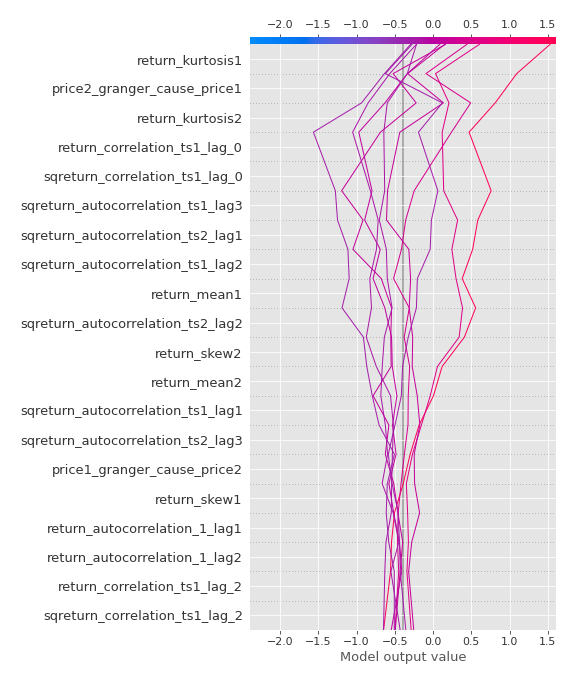 −2.0 −1.5 −1.0 −0.5 0.0 0.5 1.0 1.5
return_kurtosis1
price2_granger_cause_price1
return_kurtosis2
return_correlation_ts1_lag_0
sqreturn_correlation_ts1_lag_0
sqreturn_autocorrelation_ts1_lag3
sqreturn_autocorrelation_ts2_lag1
sqreturn_autocorrelation_ts1_lag2
return_mean1
sqreturn_autocorrelation_ts2_lag2
return_skew2
return_mean2
sqreturn_autocorrelation_ts1_lag1
sqreturn_autocorrelation_ts2_lag3
price1_granger_cause_price2
return_skew1
return_autocorrelation_1_lag1
return_autocorrelation_1_lag2
return_correlation_ts1_lag_2
sqreturn_correlation_ts1_lag_2
−2.0 −1.5 −1.0 −0.5 0.0 0.5 1.0 1.5
Model output value